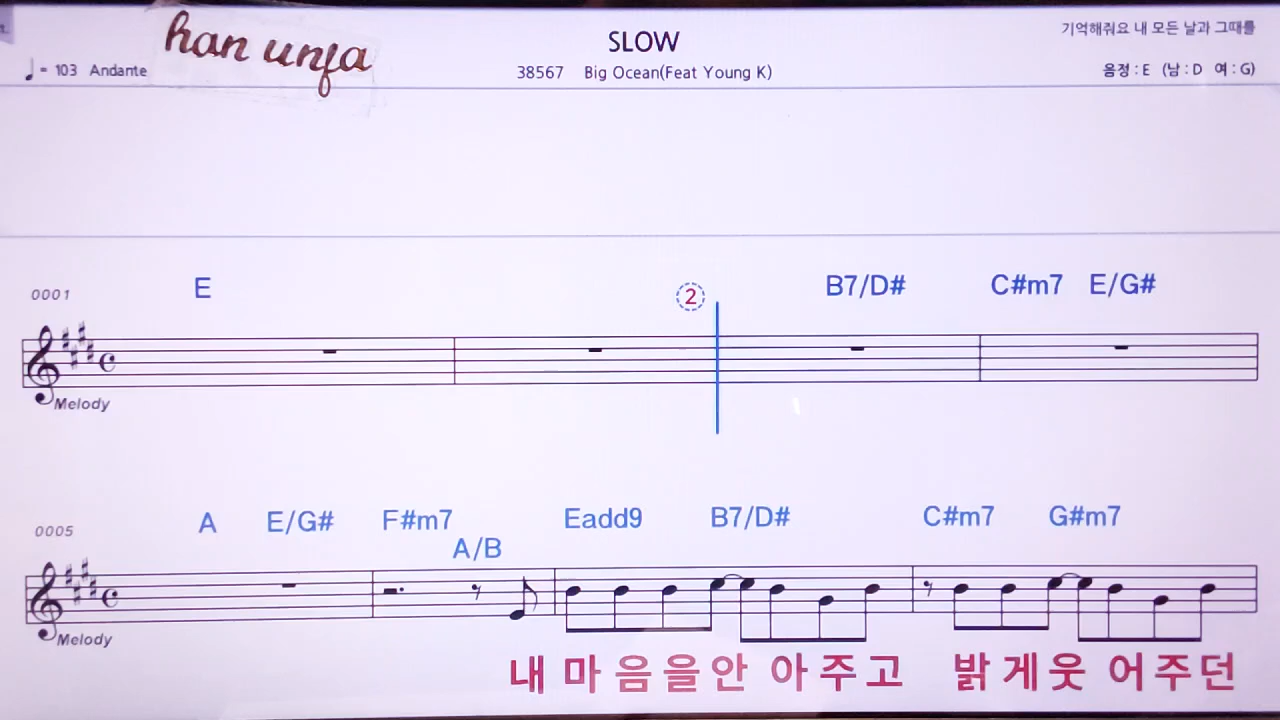 han unfa
SLOW
기억해줘요 내 모든 날과 그때를
♩ = 103 Andante
38567 Big Ocean(Feat Young K)
음정 : E (남 : D 여 : G)
0001
E
②
B7/D# C#m7 E/G#
Melody
0005
A E/G# F#m7 A/B Eadd9 B7/D# C#m7 G#m7
Melody
내 마 음을안 아주고 밝게웃 어주던